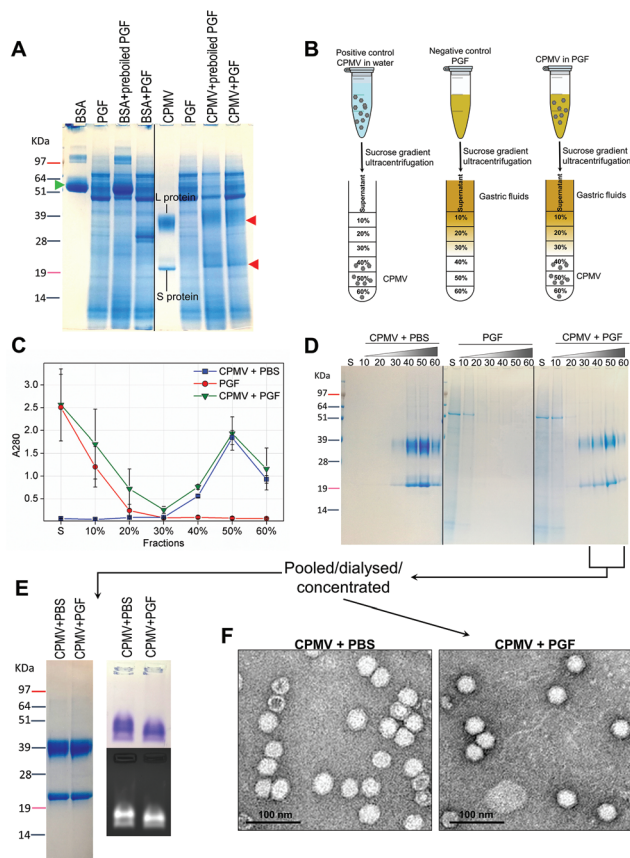 A
BSA
PGF
BSA+preboiled PGF
BSA+PGF
CPMV
PGF
CPMV+preboiled PGF
CPMV+PGF
KDa
97
64
51
39
28
19
14
L protein
S protein
B
Positive control
CPMV in water
Negative control
PGF
CPMV in PGF
Sucrose gradient
ultracentrifugation
Sucrose gradient
ultracentrifugation
Sucrose gradient
ultracentrifugation
Supernatant
10%
20%
30%
40%
50%
60%
CPMV
Gastric fluids
Supernatant
10%
20%
30%
40%
50%
60%
Gastric fluids
Supernatant
10%
20%
30%
40%
50%
60%
CPMV
C
A280
3.0
2.5
2.0
1.5
1.0
0.5
CPMV + PBS
PGF
CPMV + PGF
S 10% 20% 30% 40% 50% 60%
Fractions
D
CPMV + PBS PGF CPMV + PGF
S 10 20 30 40 50 60 S 10 20 30 40 50 60 S 10 20 30 40 50 60
KDa
97
64
51
39
28
19
14
Pooled/dialysed/
concentrated
E
CPMV+PBS
CPMV+PGF
CPMV+PBS
CPMV+PGF
KDa
97
64
51
39
28
19
14
F
CPMV + PBS
100 nm
CPMV + PGF
100 nm